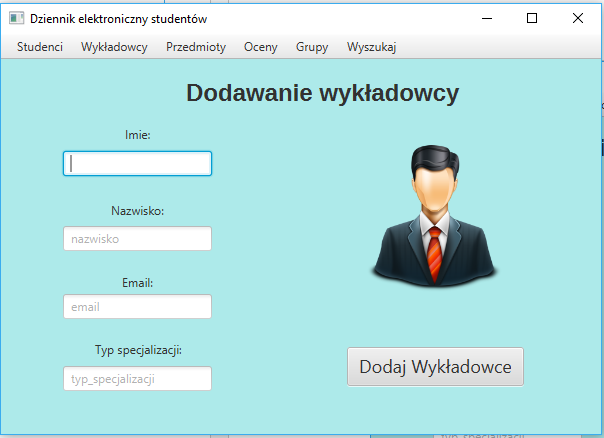 Dziennik elektroniczny studentów
Studenci Wykładowcy Przedmioty Oceny Grupy Wyszukaj
Dodawanie wykładowcy
Imie:
Nazwisko:
nazwisko
Email:
email
Typ specjalizacji:
typ_specjalizacji
Dodaj Wykładowce